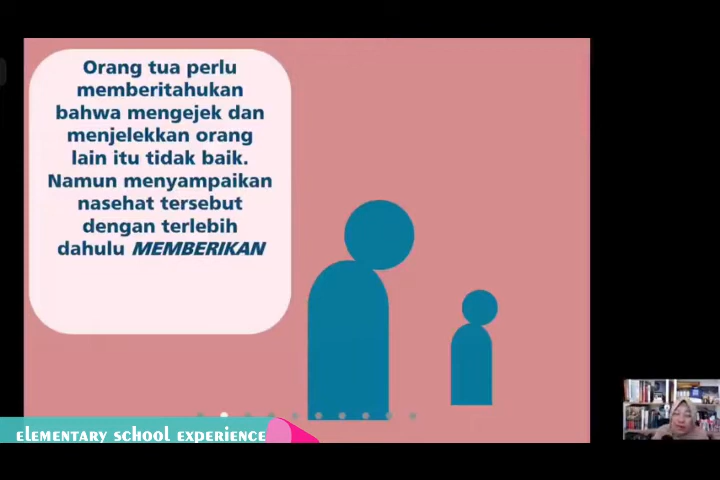 Orang tua perlu
memberitahukan
bahwa mengejek dan
menjelekkan orang
lain itu tidak baik.
Namun menyampaikan
nasehat tersebut
dengan terlebih
dahulu MEMBERIKAN
ELEMENTARY SCHOOL EXPERIENCE